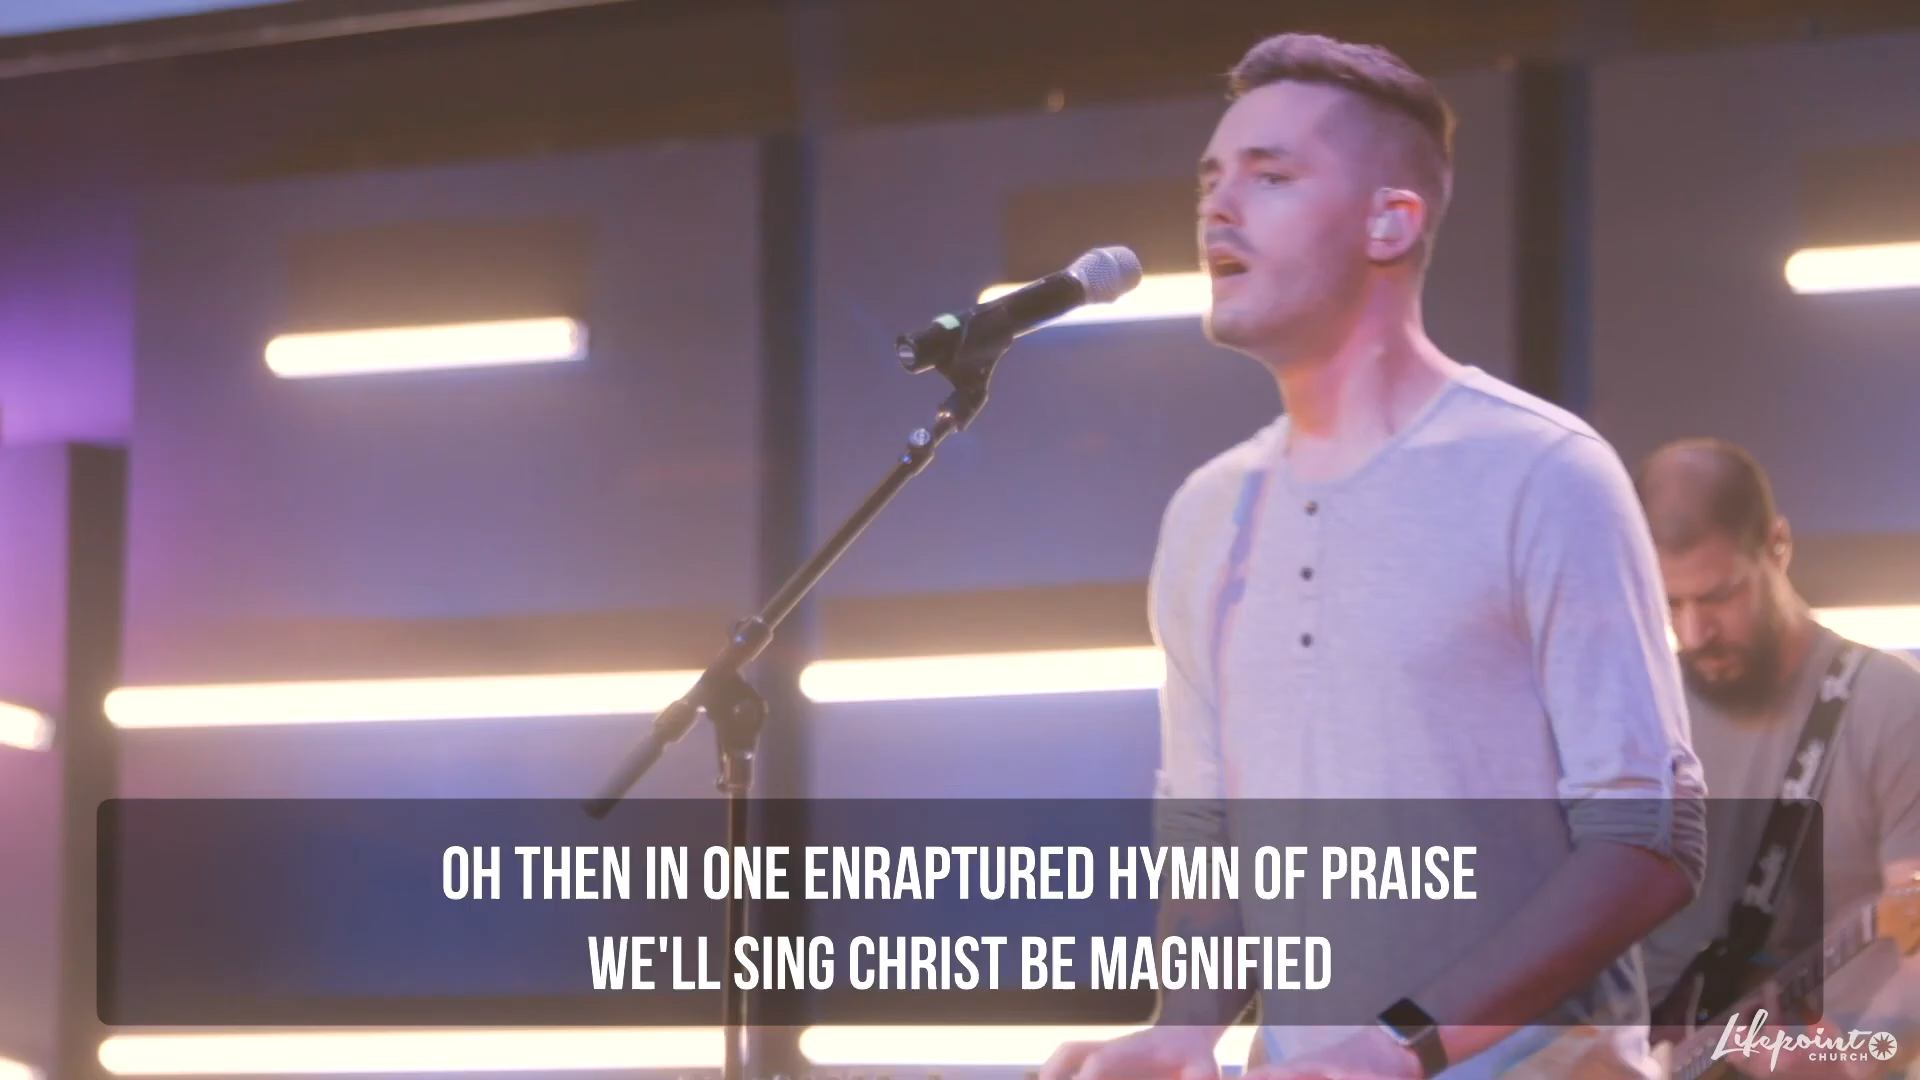 OH THEN IN ONE ENRAPTURED HYMN OF PRAISE
WE'LL SING CHRIST BE MAGNIFIED
Lifepoint
CHURCH